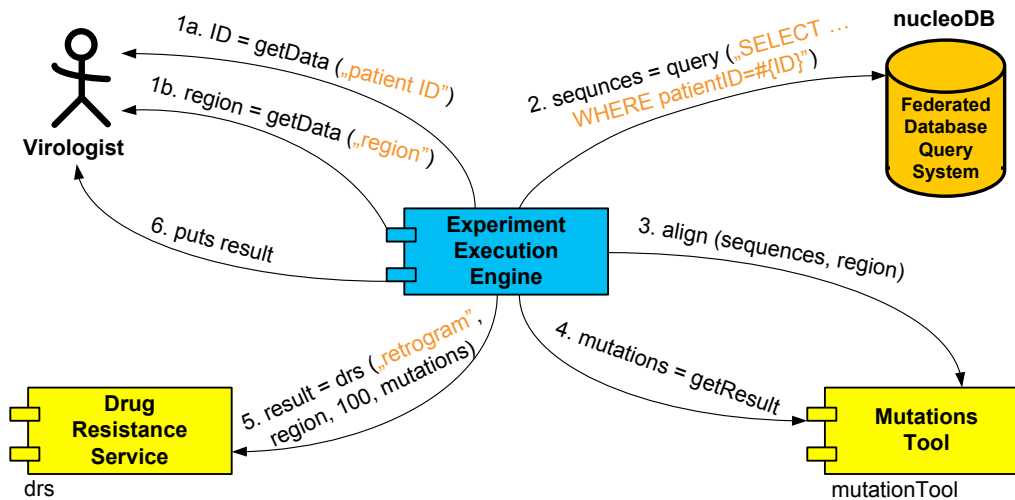 1a. ID = getData („patient ID”)
1b. region = getData („region”)
Virologist
6. puts result
nucleoDB
2. sequnces = query („SELECT …
WHERE patientID=#{ID}”)
Federated
Database
Query
System
Experiment
Execution
Engine
3. align (sequences, region)
4. mutations = getResult
5. result = drs („retrogram”,
region, 100, mutations)
Drug
Resistance
Service
drs
Mutations
Tool
mutationTool